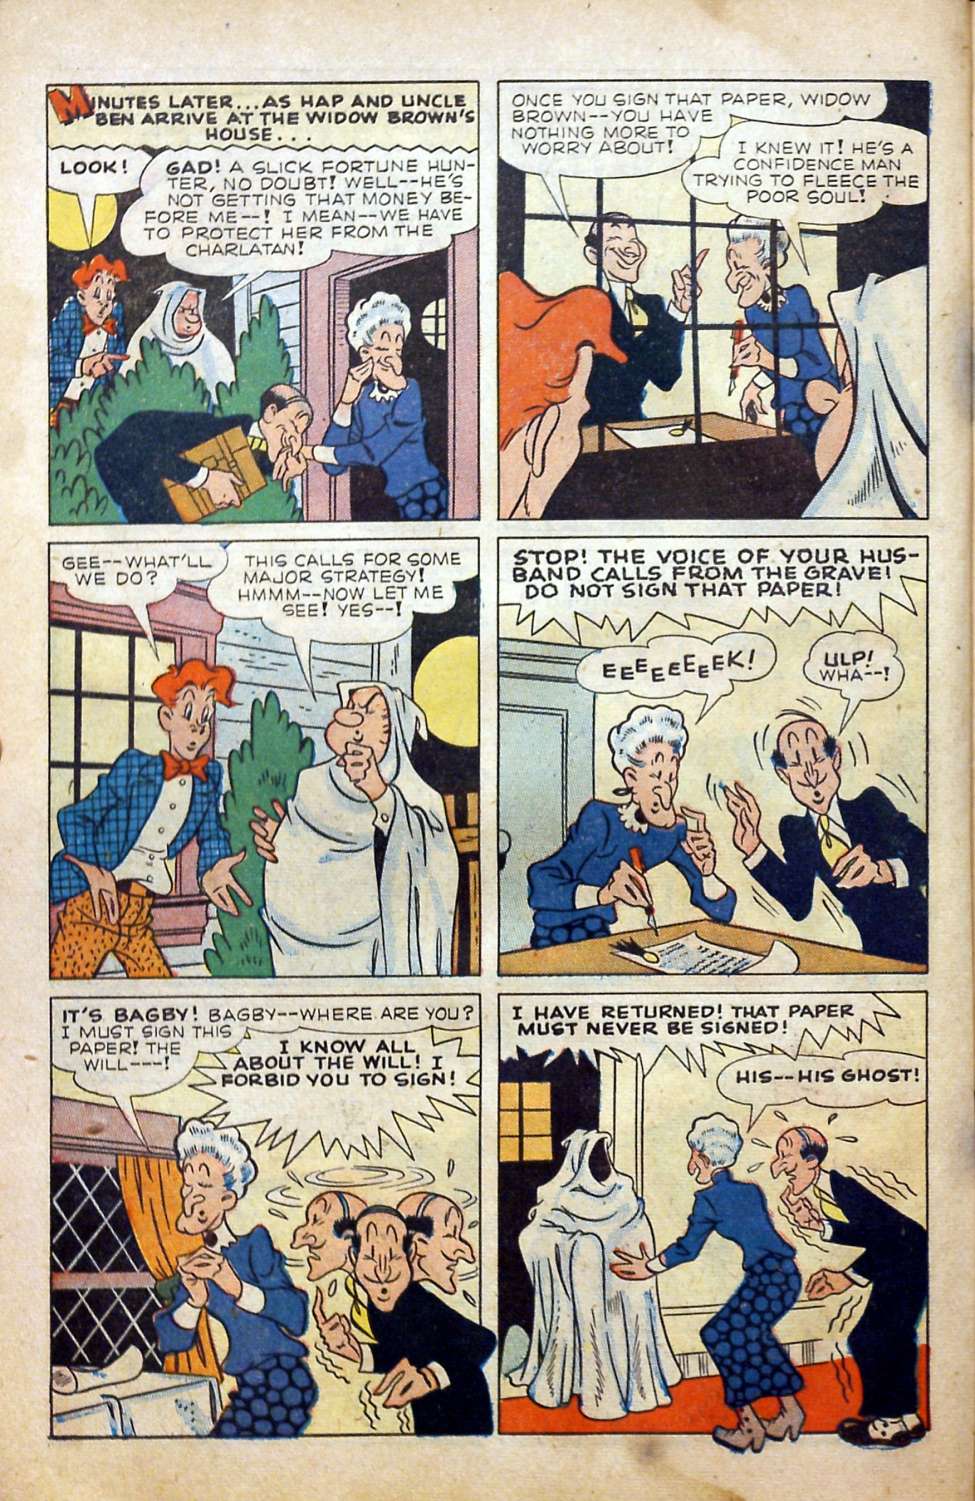 MINUTES LATER...AS HAP AND UNCLE
BEN ARRIVE AT THE WIDOW BROWN'S
HOUSE...
LOOK!
GAD! A SLICK FORTUNE HUN-
TER, NO DOUBT! WELL--HE'S
NOT GETTING THAT MONEY BE-
FORE ME--! I MEAN--WE HAVE
TO PROTECT HER FROM THE
CHARLATAN!
ONCE YOU SIGN THAT PAPER, WIDOW
BROWN--YOU HAVE
NOTHING MORE TO
WORRY ABOUT!
I KNEW IT! HE'S A
CONFIDENCE MAN
TRYING TO FLEECE THE
POOR SOUL!
GEE--WHAT'LL
WE DO?
THIS CALLS FOR SOME
MAJOR STRATEGY!
HMMM--NOW LET ME
SEE! YES--!
STOP! THE VOICE OF YOUR HUS-
BAND CALLS FROM THE GRAVE!
DO NOT SIGN THAT PAPER!
EEEEEEEEK!
ULP!
WHA--!
IT'S BAGBY! BAGBY--WHERE ARE YOU?
I MUST SIGN THIS
PAPER! THE
WILL---!
I KNOW ALL
ABOUT THE WILL! I
FORBID YOU TO SIGN!
I HAVE RETURNED! THAT PAPER
MUST NEVER BE SIGNED!
HIS--HIS GHOST!